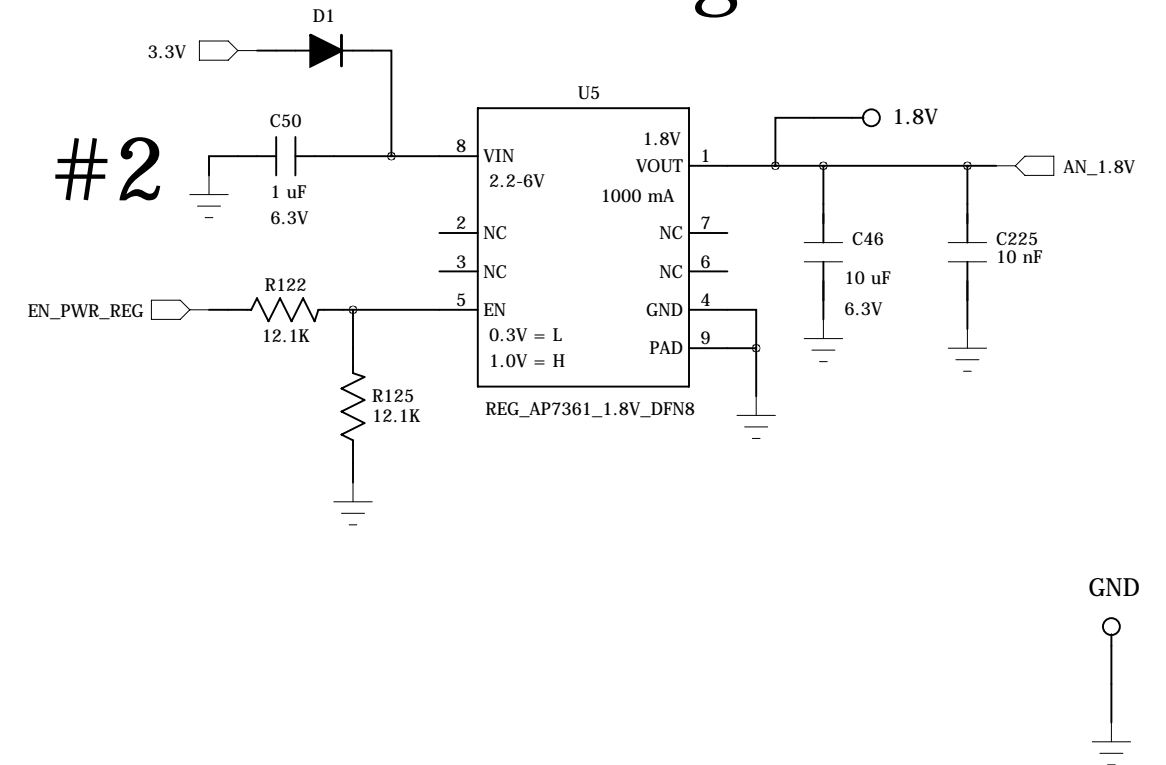 g
D1
3.3V
U5
C50
1.8V
1.8V
#2
8
VIN
VOUT
1
AN_1.8V
2.2-6V
1 uF
1000 mA
6.3V
2
NC
NC
7
C46
C225
10 nF
3
NC
NC
6
10 uF
R122
EN_PWR_REG
5
EN
GND
4
6.3V
12.1K
0.3V = L
PAD
9
1.0V = H
R125
12.1K
REG_AP7361_1.8V_DFN8
GND